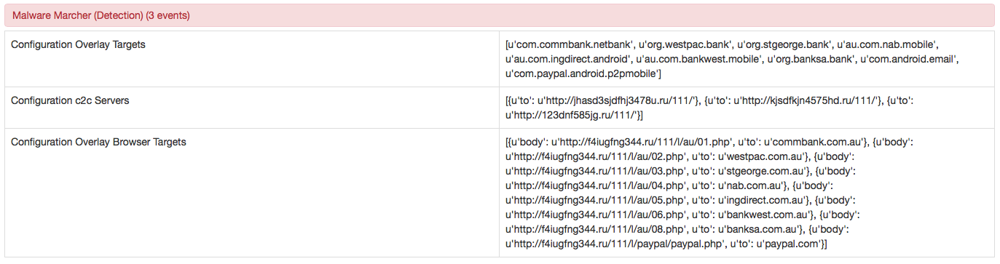 Malware Marcher (Detection) (3 events)
Configuration Overlay Targets
[u'com.commbank.netbank', u'org.westpac.bank', u'org.stgeorge.bank', u'au.com.nab.mobile',
u'au.com.ingdirect.android', u'au.com.bankwest.mobile', u'org.banksa.bank', u'com.android.email',
u'com.paypal.android.p2pmobile']
Configuration c2c Servers
[{u'to': u'http://jhasd3sjdfhj3478u.ru/111/'}, {u'to': u'http://kjsdfkjn4575hd.ru/111/'}, {u'to':
u'http://123dnf585jg.ru/111/'}]
Configuration Overlay Browser Targets
[{u'body': u'http://f4iugfng344.ru/111/l/au/01.php', u'to': u'commbank.com.au'}, {u'body':
u'http://f4iugfng344.ru/111/l/au/02.php', u'to': u'westpac.com.au'}, {u'body':
u'http://f4iugfng344.ru/111/l/au/03.php', u'to': u'stgeorge.com.au'}, {u'body':
u'http://f4iugfng344.ru/111/l/au/04.php', u'to': u'nab.com.au'}, {u'body':
u'http://f4iugfng344.ru/111/l/au/05.php', u'to': u'ingdirect.com.au'}, {u'body':
u'http://f4iugfng344.ru/111/l/au/06.php', u'to': u'bankwest.com.au'}, {u'body':
u'http://f4iugfng344.ru/111/l/au/08.php', u'to': u'banksa.com.au'}, {u'body':
u'http://f4iugfng344.ru/111/l/paypal/paypal.php', u'to': u'paypal.com'}]